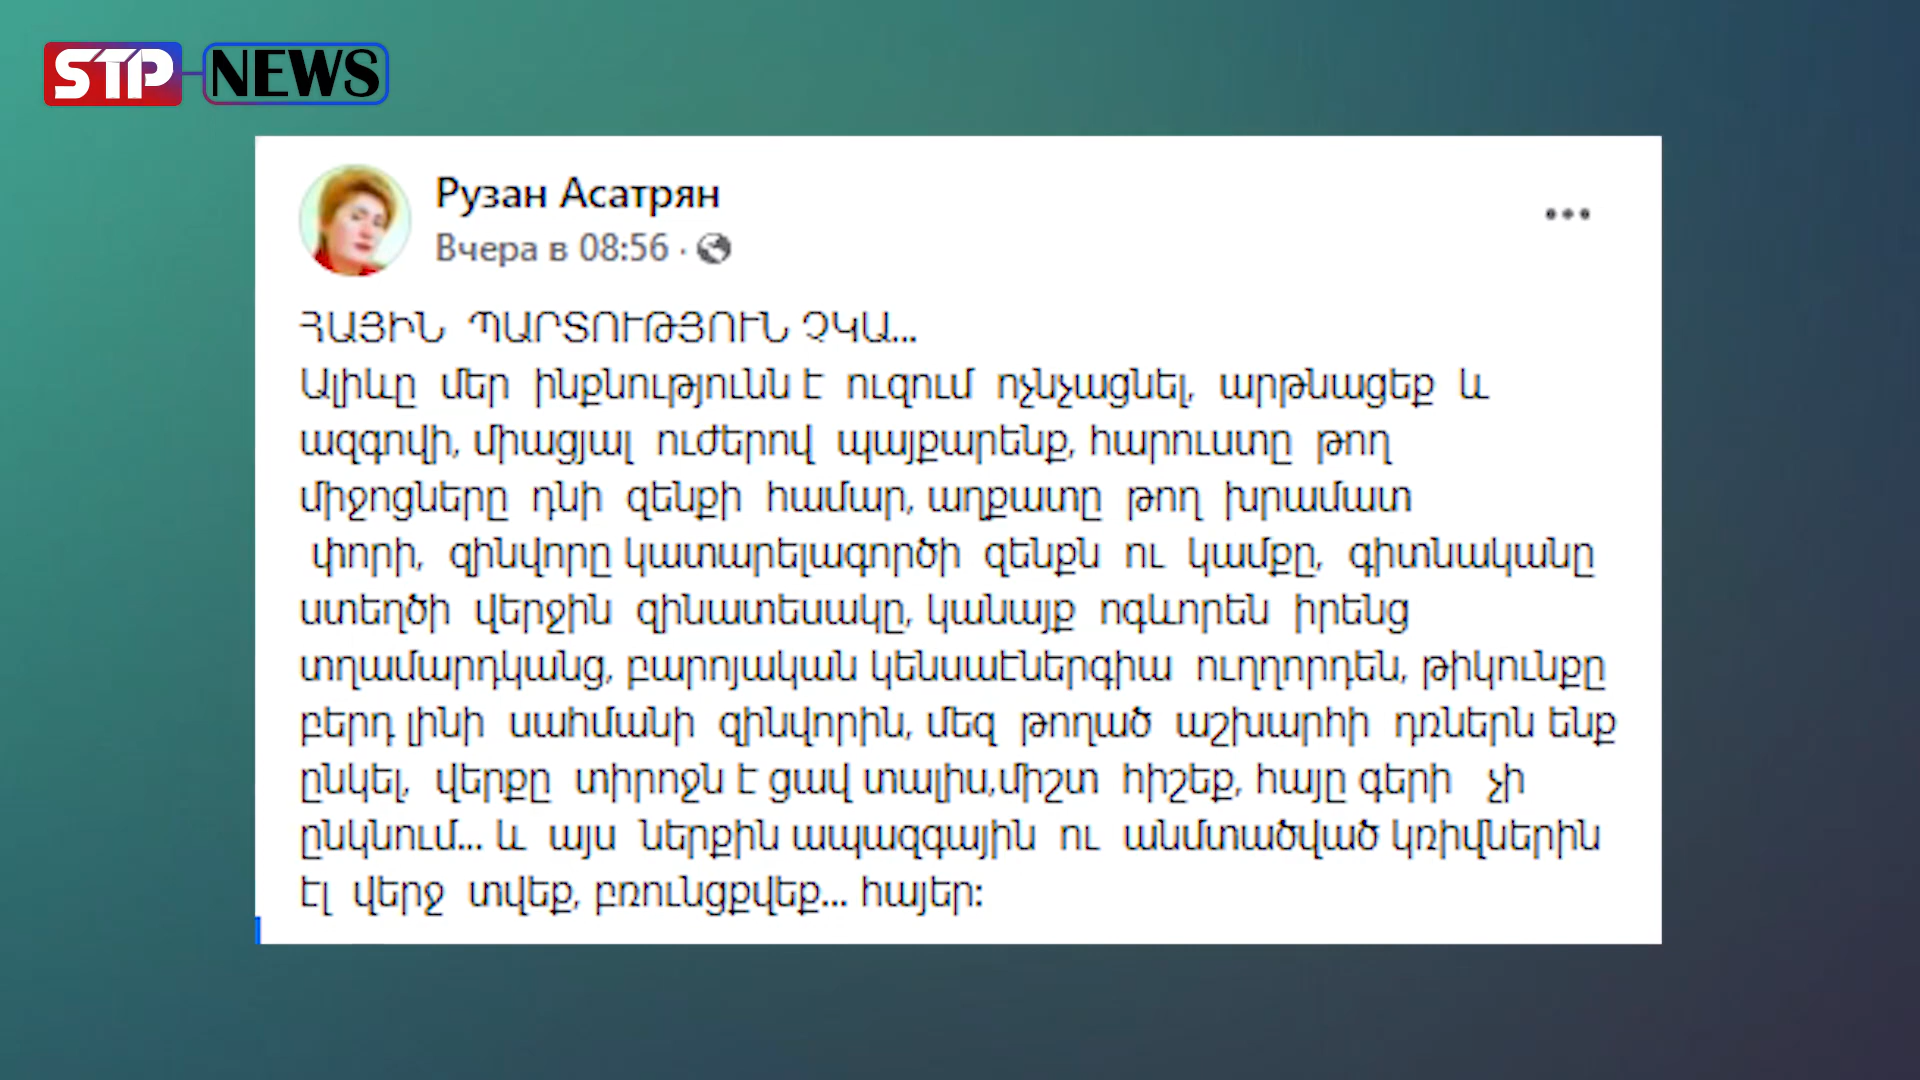 STP NEWS
Рузан Асатрян
Вчера в 08:56 ·
ՀԱՅԻՆ ՊԱՐՏՈՒԹՅՈՒՆ ՉԿԱ...
Ալիևը մեր ինքնությունն է ուզում ոչնչացնել, արթնացեք և
ազգովի, միացյալ ուժերով պայքարենք, հարուստը թող
միջոցները դնի զենքի համար, աղքատը թող խրամատ
փորի, զինվորը կատարելագործի զենքն ու կամքը, գիտնականը
ստեղծի վերջին զինատեսակը, կանայք ոգևորեն իրենց
տղամարդկանց, բարոյական կենսաէներգիա ուղղորդեն, թիկունքը
բերդ լինի սահմանի զինվորին, մեզ թողած աշխարհի դռներն ենք
ընկել, վերքը տիրոջն է ցավ տալիս,միշտ հիշեք, հայը գերի չի
ընկնում... և այս ներքին ապազգային ու անմտածված կռիվներին
էլ վերջ տվեք, բռունցքվեք... հայեր: